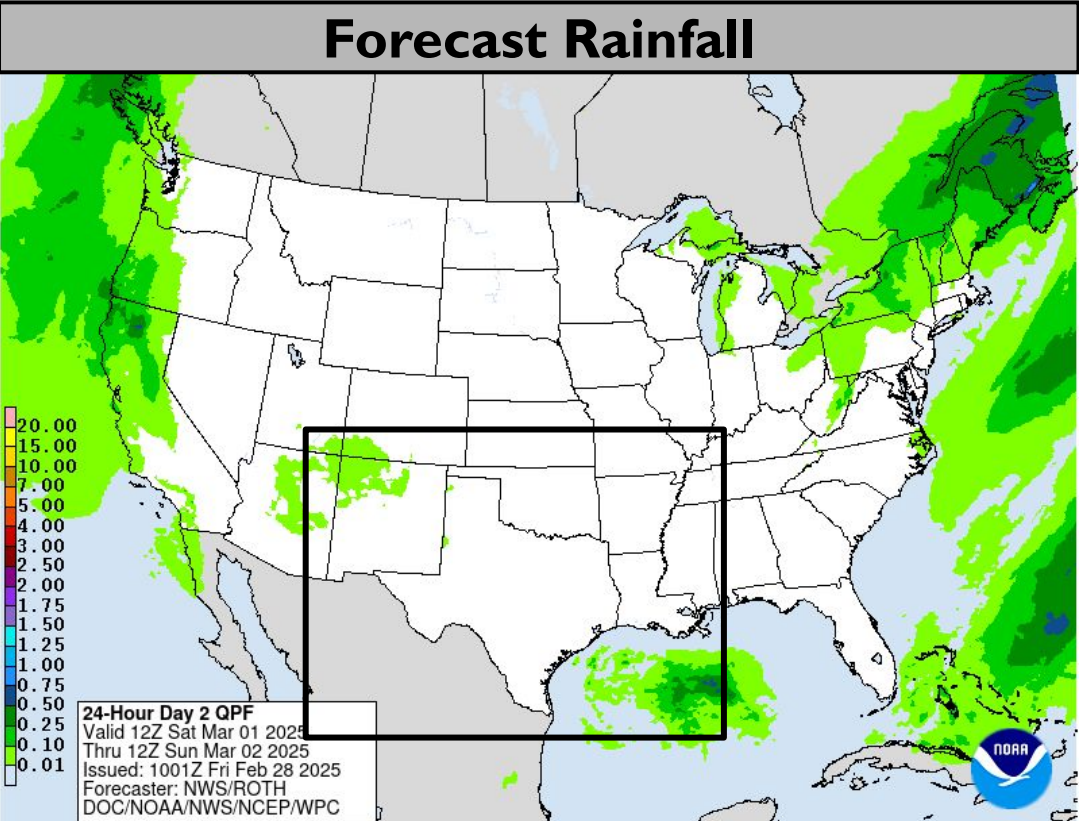 Forecast Rainfall
20.00
15.00
10.00
7.00
5.00
4.00
3.00
2.50
2.00
1.75
1.50
1.25
1.00
0.75
0.50
0.25
0.10
0.01
24-Hour Day 2 QPF
Valid 12Z Sat Mar 01 2025
Thru 12Z Sun Mar 02 2025
Issued: 1001Z Fri Feb 28 2025
Forecaster: NWS/ROTH
DOC/NOAA/NWS/NCEP/WPC
NOAA